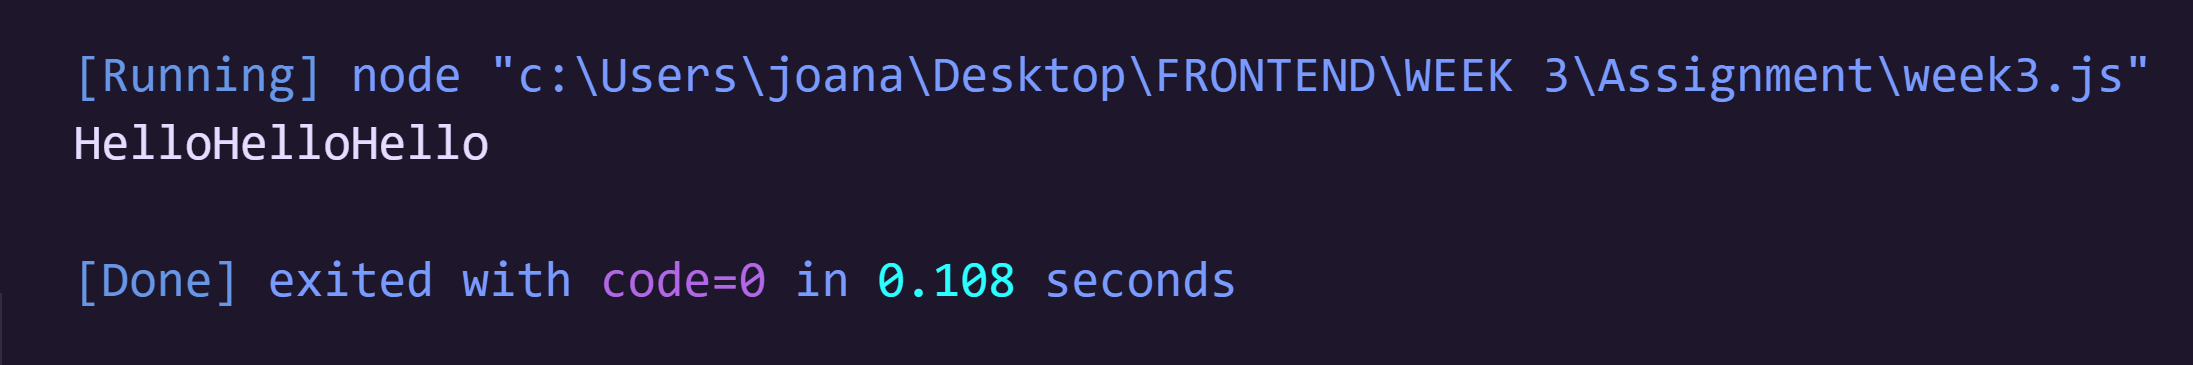 [Running] node "c:\Users\joana\Desktop\FRONTEND\WEEK 3\Assignment\week3.js"
HelloHelloHello
[Done] exited with code=0 in 0.108 seconds